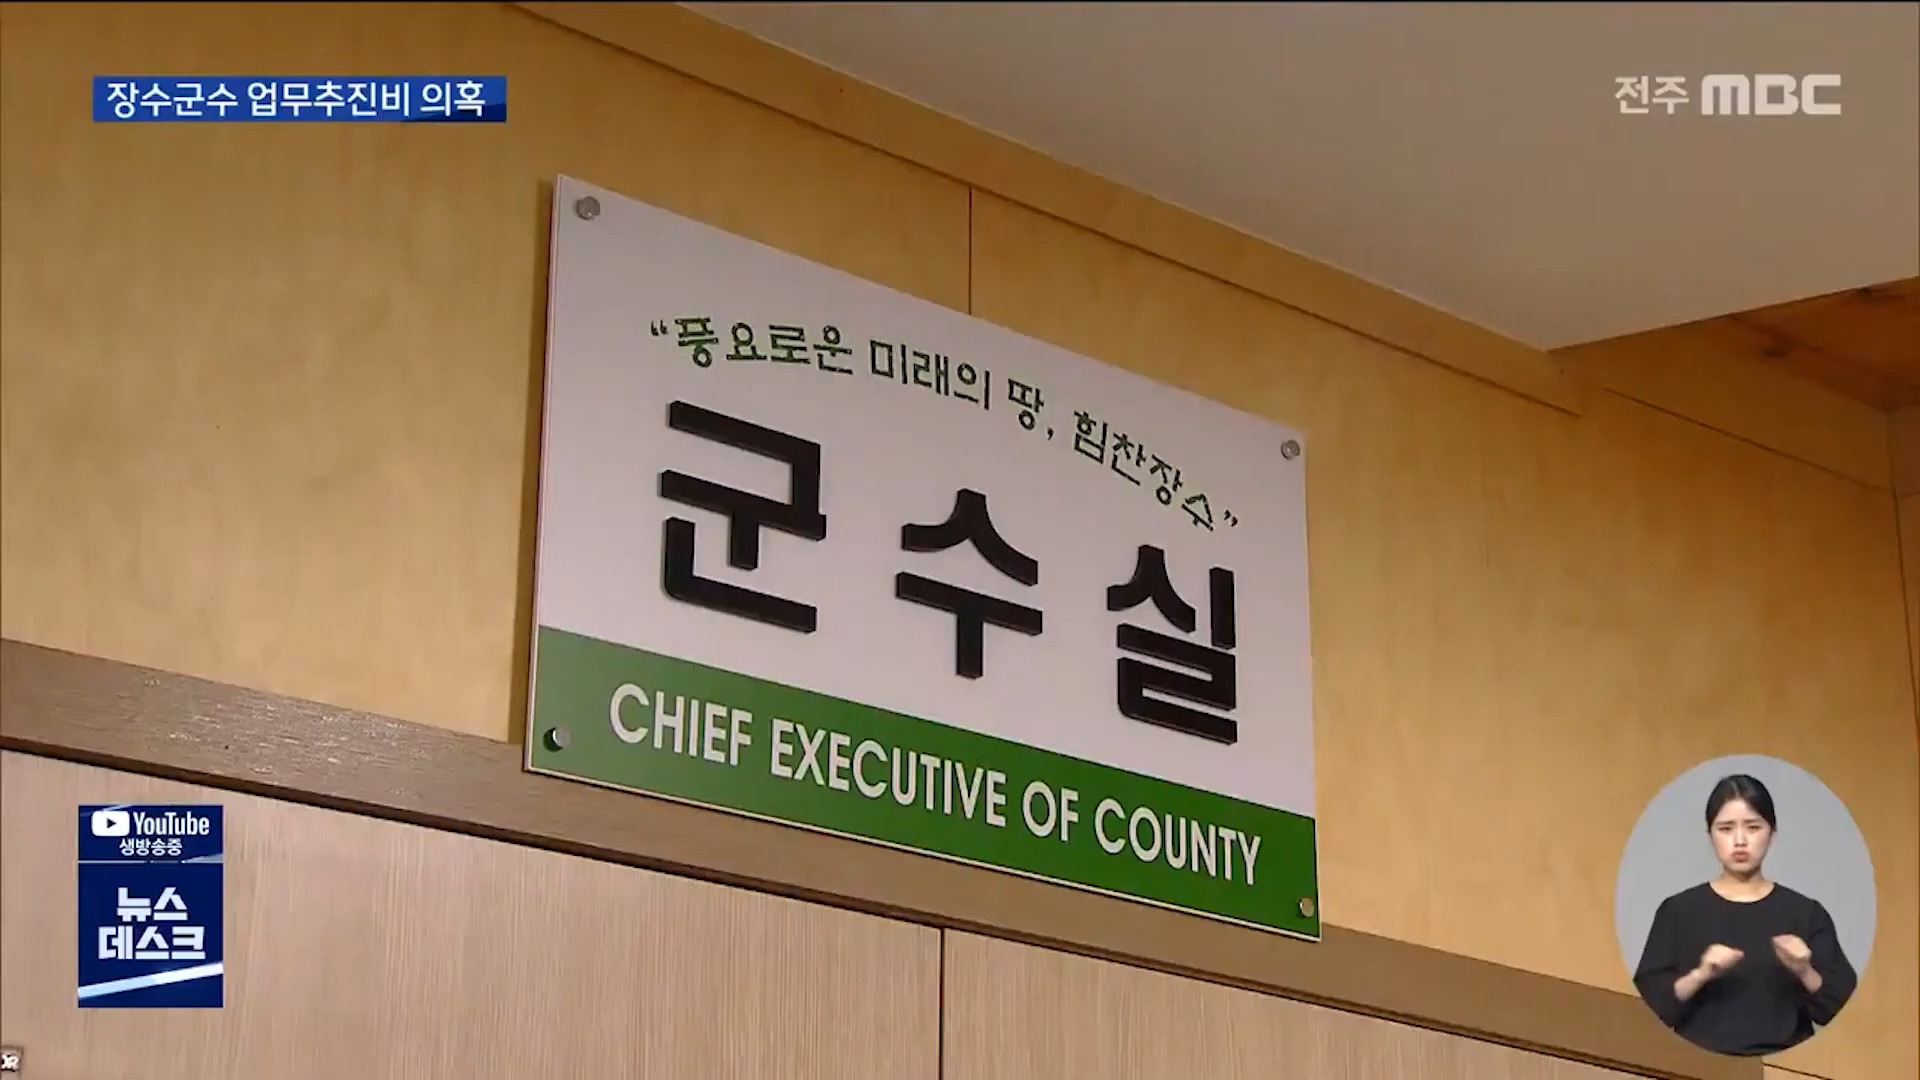 장수군수 업무추진비 의혹
전주 MBC
“풍요로운 미래의 땅, 힘찬장수”
군수실
CHIEF EXECUTIVE OF COUNTY
YouTube
생방송중
뉴스
데스크